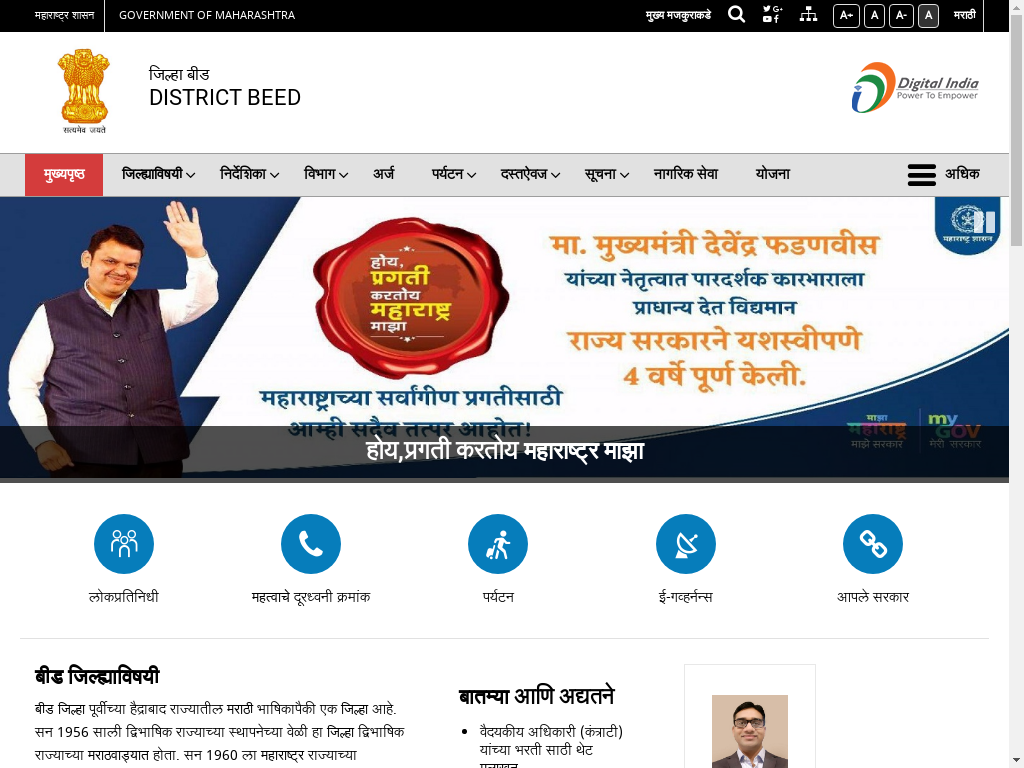 महाराष्ट्र शासन GOVERNMENT OF MAHARASHTRA मुख्य मजकुराकडे A+ A A- A मराठी
जिल्हा बीड
DISTRICT BEED
सत्यमेव जयते
Digital India
Power To Empower
मुख्यपृष्ठ जिल्ह्याविषयी निर्देशिका विभाग अर्ज पर्यटन दस्तऐवज सूचना नागरिक सेवा योजना अधिक
महाराष्ट्र शासन
होय,
प्रगती
करतोय
महाराष्ट्र
माझा
मा. मुख्यमंत्री देवेंद्र फडणवीस
यांच्या नेतृत्वात पारदर्शक कारभाराला
प्राधान्य देत विद्यमान
राज्य सरकारने यशस्वीपणे
4 वर्षे पूर्ण केली.
महाराष्ट्राच्या सर्वांगीण प्रगतीसाठी
आम्ही सदैव तत्पर आहोत!
माझा
महाराष्ट्र
माझे सरकार
my
GOV
मेरी सरकार
होय,प्रगती करतोय महाराष्ट्र माझा
लोकप्रतिनिधी महत्वाचे दूरध्वनी क्रमांक पर्यटन ई-गव्हर्नन्स आपले सरकार
बीड जिल्ह्याविषयी
बीड जिल्हा पूर्वीच्या हैद्राबाद राज्यातील मराठी भाषिकापैकी एक जिल्हा आहे.
सन 1956 साली द्विभाषिक राज्याच्या स्थापनेच्या वेळी हा जिल्हा द्विभाषिक
राज्याच्या मराठवाड्यात होता. सन 1960 ला महाराष्ट्र राज्याच्या
बातम्या आणि अद्यतने
वैदयकीय अधिकारी (कंत्राटी)
यांच्या भरती साठी थेट